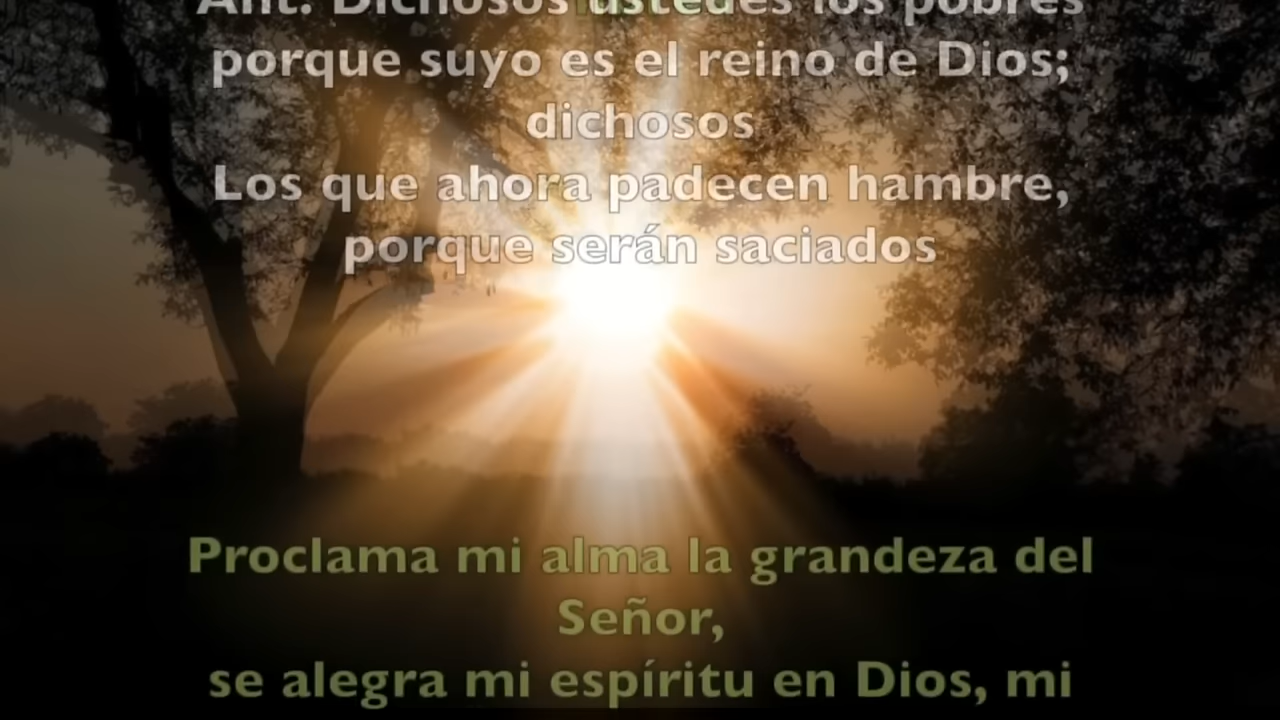 Ant. Dichosos ustedes los pobres
porque suyo es el reino de Dios;
dichosos
Los que ahora padecen hambre,
porque serán saciados
Proclama mi alma la grandeza del
Señor,
se alegra mi espíritu en Dios, mi